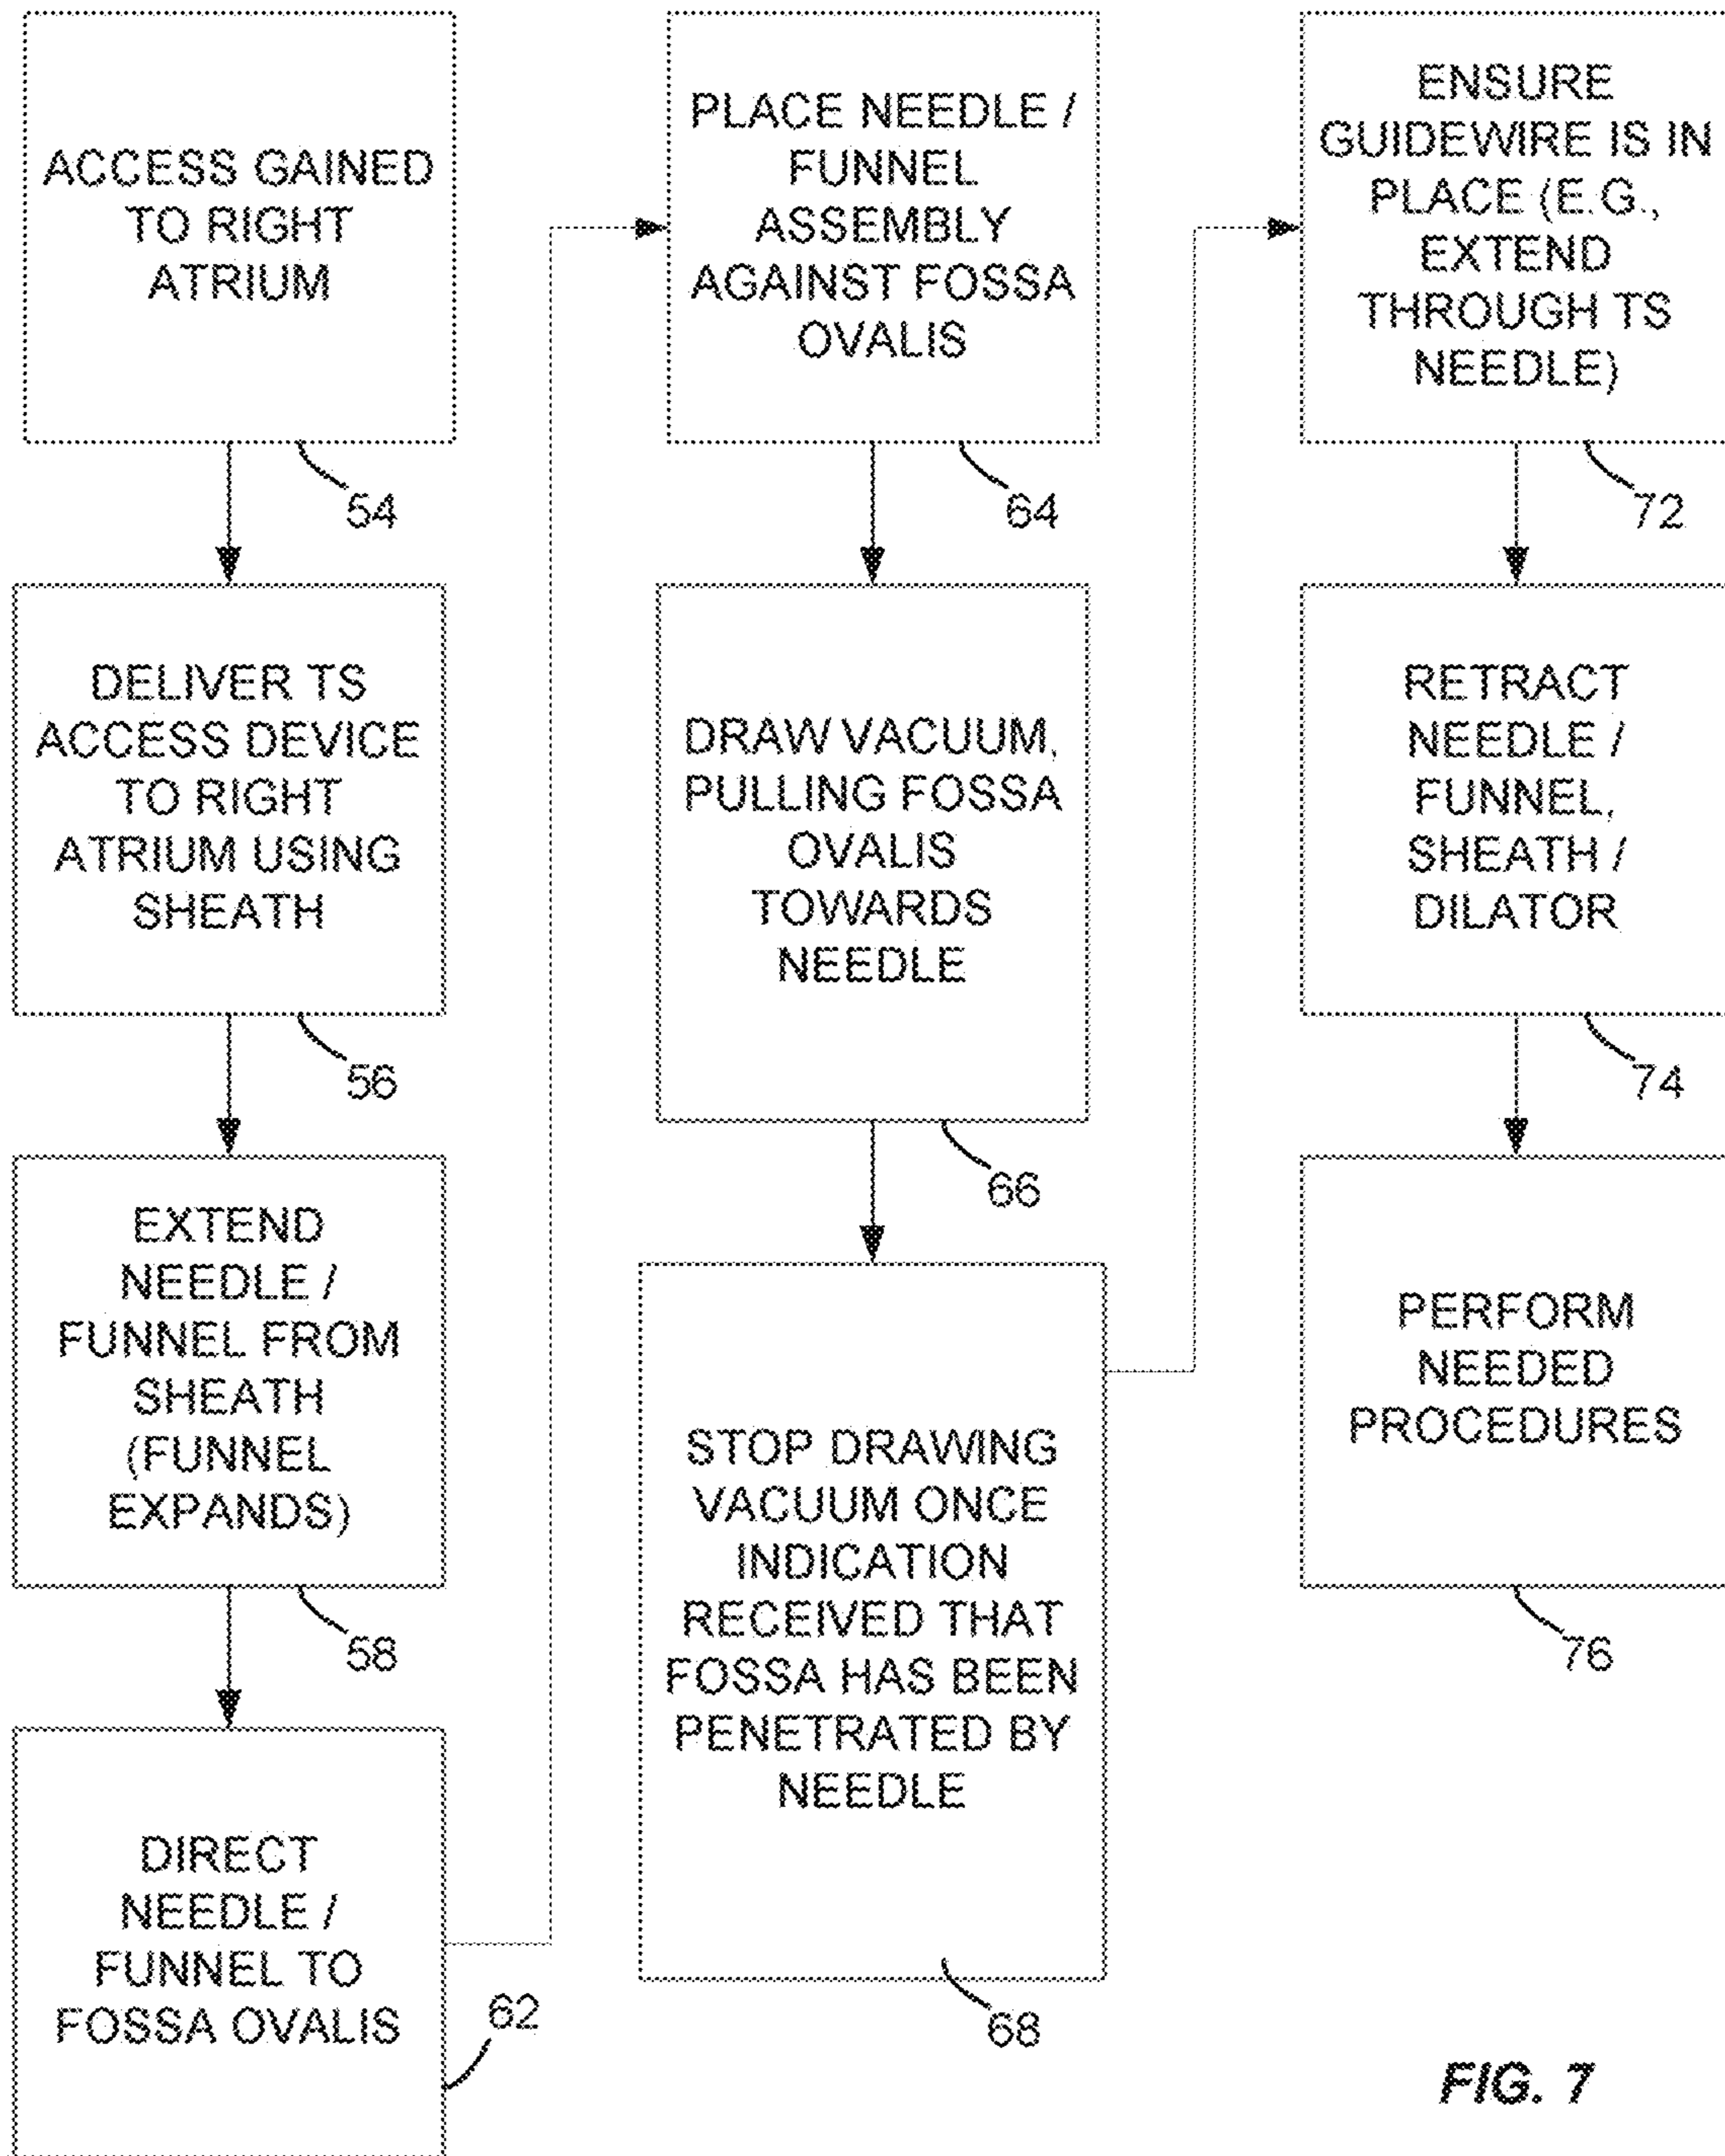 ACCESS GAINED
TO RIGHT
ATRIUM
54
DELIVER TS
ACCESS DEVICE
TO RIGHT
ATRIUM USING
SHEATH
56
EXTEND
NEEDLE /
FUNNEL FROM
SHEATH
(FUNNEL
EXPANDS)
58
DIRECT
NEEDLE /
FUNNEL TO
FOSSA OVALIS
62
PLACE NEEDLE /
FUNNEL
ASSEMBLY
AGAINST FOSSA
OVALIS
64
DRAW VACUUM,
PULLING FOSSA
OVALIS
TOWARDS
NEEDLE
66
STOP DRAWING
VACUUM ONCE
INDICATION
RECEIVED THAT
FOSSA HAS BEEN
PENETRATED BY
NEEDLE
68
ENSURE
GUIDEWIRE IS IN
PLACE (E.G.,
EXTEND
THROUGH TS
NEEDLE)
72
RETRACT
NEEDLE /
FUNNEL,
SHEATH /
DILATOR
74
PERFORM
NEEDED
PROCEDURES
76
FIG. 7